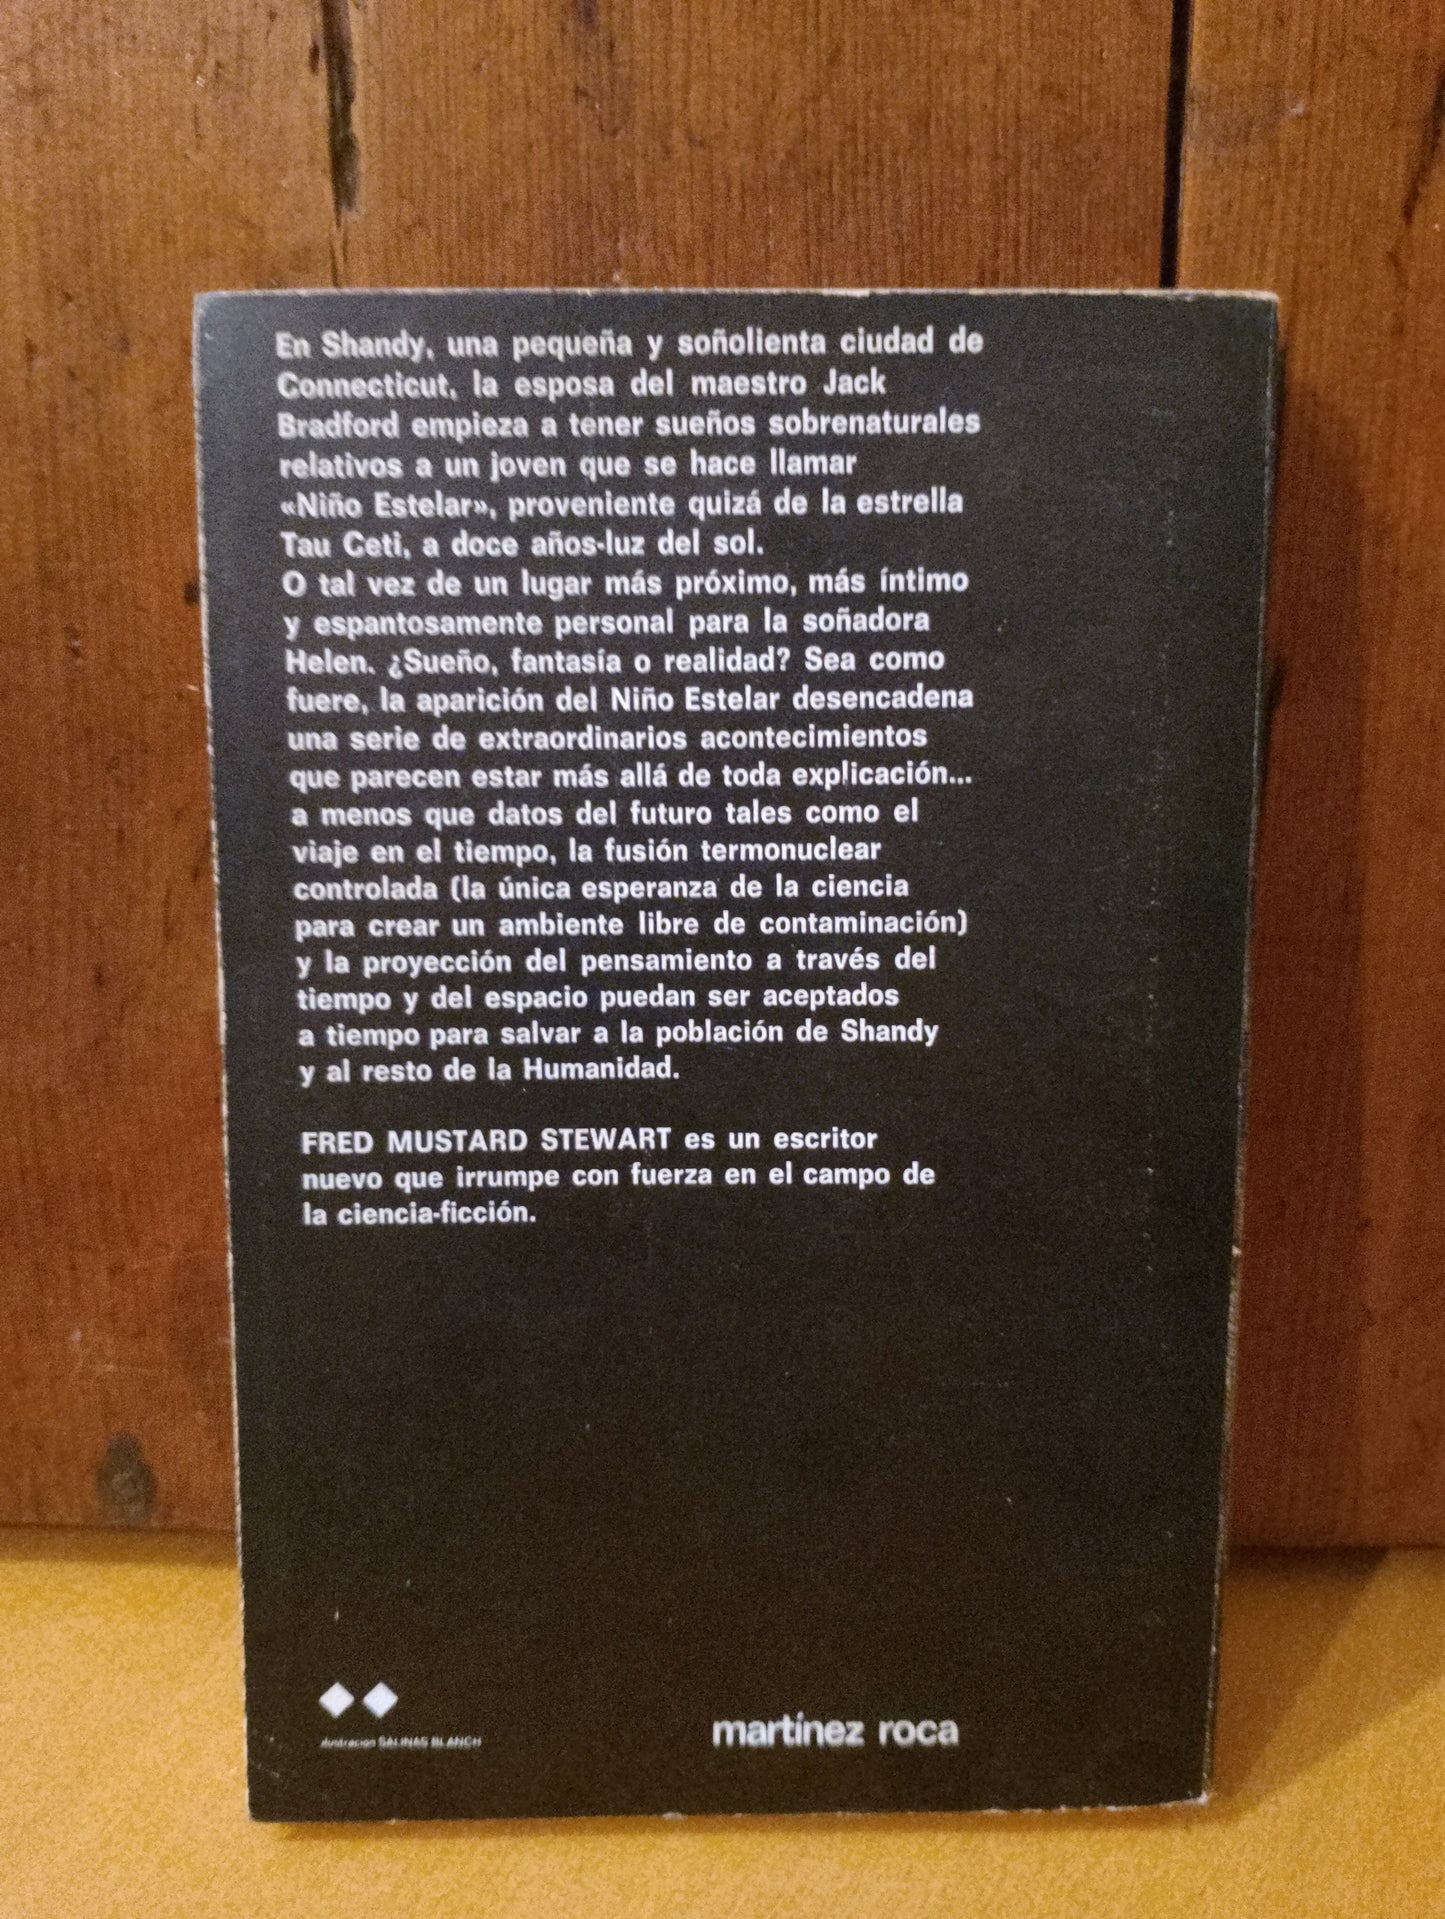 En Shandy, una pequeña y soñolienta ciudad de
Connecticut, la esposa del maestro Jack
Bradford empieza a tener sueños sobrenaturales
relativos a un joven que se hace llamar
«Niño Estelar», proveniente quizá de la estrella
Tau Ceti, a doce años-luz del sol.
O tal vez de un lugar más próximo, más íntimo
y espantosamente personal para la soñadora
Helen. ¿Sueño, fantasía o realidad? Sea como
fuere, la aparición del Niño Estelar desencadena
una serie de extraordinarios acontecimientos
que parecen estar más allá de toda explicación...
a menos que datos del futuro tales como el
viaje en el tiempo, la fusión termonuclear
controlada (la única esperanza de la ciencia
para crear un ambiente libre de contaminación)
y la proyección del pensamiento a través del
tiempo y del espacio puedan ser aceptados
a tiempo para salvar a la población de Shandy
y al resto de la Humanidad.
FRED MUSTARD STEWART es un escritor
nuevo que irrumpe con fuerza en el campo de
la ciencia-ficción.
ilustración SALINAS BLANCH
martínez roca